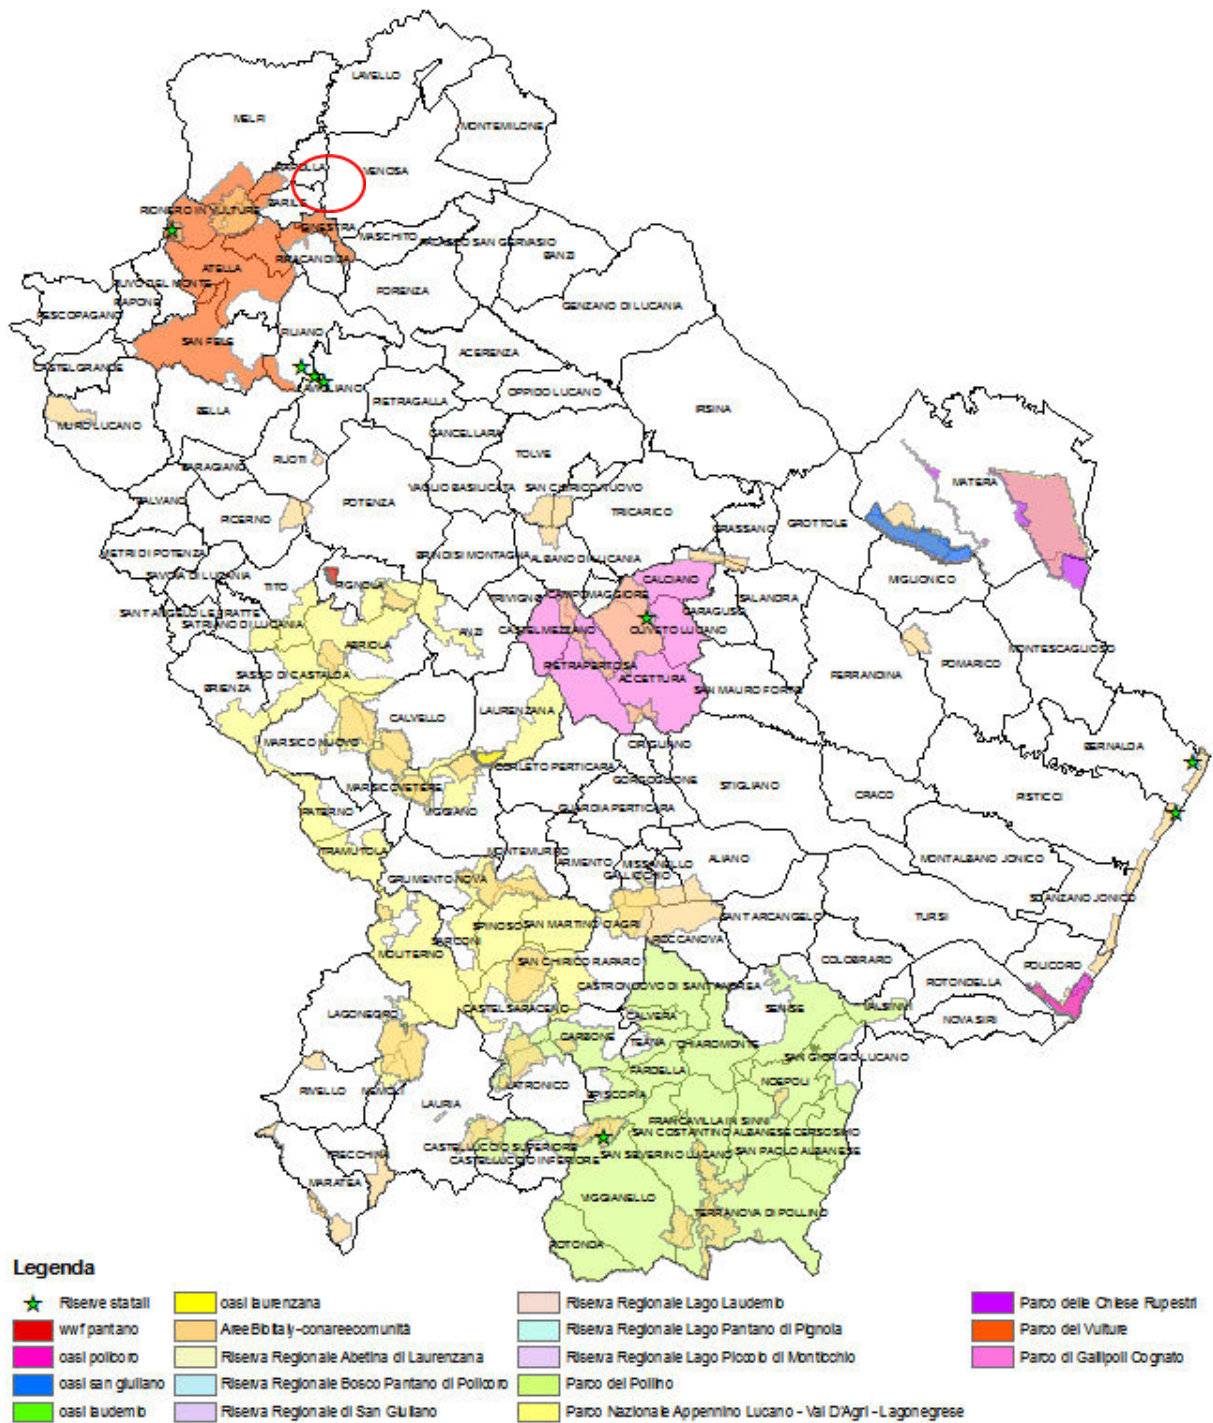 LAVELLO
MELFI
MONTEMILONE
RAPOLLA
VENOSA
BARILE
RIONERO IN VULTURE
GINESTRA
MASCHITO
PALAZZO SAN GERVASIO
BANZI
RIPACANDIDA
ATELLA
RUVO DEL MONTE
FORENZA
RAPONE
GENZANO DI LUCANIA
PESCOPAGANO
FILIANO
SAN FELE
ACERENZA
CASTELGRANDE
AVIGLIANO
OPPIDO LUCANO
PIETRAGALLA
BELLA
IRSINA
MURO LUCANO
CANCELLARA
TOLVE
RUOTI
BARAGIANO
MATERA
VAGLIO BASILICATA
SAN CHIRICO NUOVO
BALVANO
POTENZA
TRICARICO
PICERNO
GRASSANO
GROTTOLE
VIETRI DI POTENZA
BRINDISI MONTAGNA
ALBANO DI LUCANIA
SAVOIA DI LUCANIA
CALCIANO
MIGLIONICO
TITO
PIGNOLA
TRIVIGNO
CAMPOMAGGIORE
SALANDRA
SANT'ANGELO LE FRATTE
GARAGUSO
SATRIANO DI LUCANIA
ANZI
CASTELMEZZANO
OLIVETO LUCANO
ABRIOLA
MONTESCAGLIOSO
PIETRAPERTOSA
POMARICO
SASSO DI CASTALDA
ACCETTURA
FERRANDINA
BRIENZA
SAN MAURO FORTE
LAURENZANA
CALVELLO
MARSICO NUOVO
CIRIGLIANO
BERNALDA
CORLETO PERTICARA
GORGOGLIONE
MARSICOVETERE
STIGLIANO
PISTICCI
CRACO
PATERNO
VIGGIANO
GUARDIA PERTICARA
TRAMUTOLA
MONTEMURRO
ARMENTO
MISSANELLO
ALIANO
MONTALBANO JONICO
GALLICCHIO
GRUMENTO NOVA
SCANZANO JONICO
SPINOSO
SAN MARTINO D'AGRI
SANT'ARCANGELO
TURSI
SARCONI
ROCCANOVA
MOLITERNO
SAN CHIRICO RAPARO
COLOBRARO
POLICORO
CASTRONUOVO DI SANT'ANDREA
ROTONDELLA
CASTELSARACENO
SENISE
VALSINNI
LAGONEGRO
CALVERA
NOVA SIRI
CARBONE
TEANA
CHIAROMONTE
SAN GIORGIO LUCANO
FARDELLA
NOEPOLI
LATRONICO
RIVELLO
NEMOLI
EPISCOPIA
LAURIA
FRANCAVILLA IN SINNI
SAN COSTANTINO ALBANESE
CERSOSIMO
CASTELLUCCIO SUPERIORE
SAN SEVERINO LUCANO
SAN PAOLO ALBANESE
TRECCHINA
CASTELLUCCIO INFERIORE
MARATEA
VIGGIANELLO
TERRANOVA DI POLLINO
ROTONDA
Legenda
Riserve statali
wwf pantano
oasi policoro
oasi san giuliano
oasi laudemio
oasi laurenzana
AreeBioItaly-conareecomunità
Riserva Regionale Abetina di Laurenzana
Riserva Regionale Bosco Pantano di Policoro
Riserva Regionale di San Giuliano
Riserva Regionale Lago Laudemio
Riserva Regionale Lago Pantano di Pignola
Riserva Regionale Lago Piccolo di Monticchio
Parco del Pollino
Parco Nazionale Appennino Lucano - Val D'Agri - Lagonegrese
Parco delle Chiese Rupestri
Parco del Vulture
Parco di Gallipoli Cognato